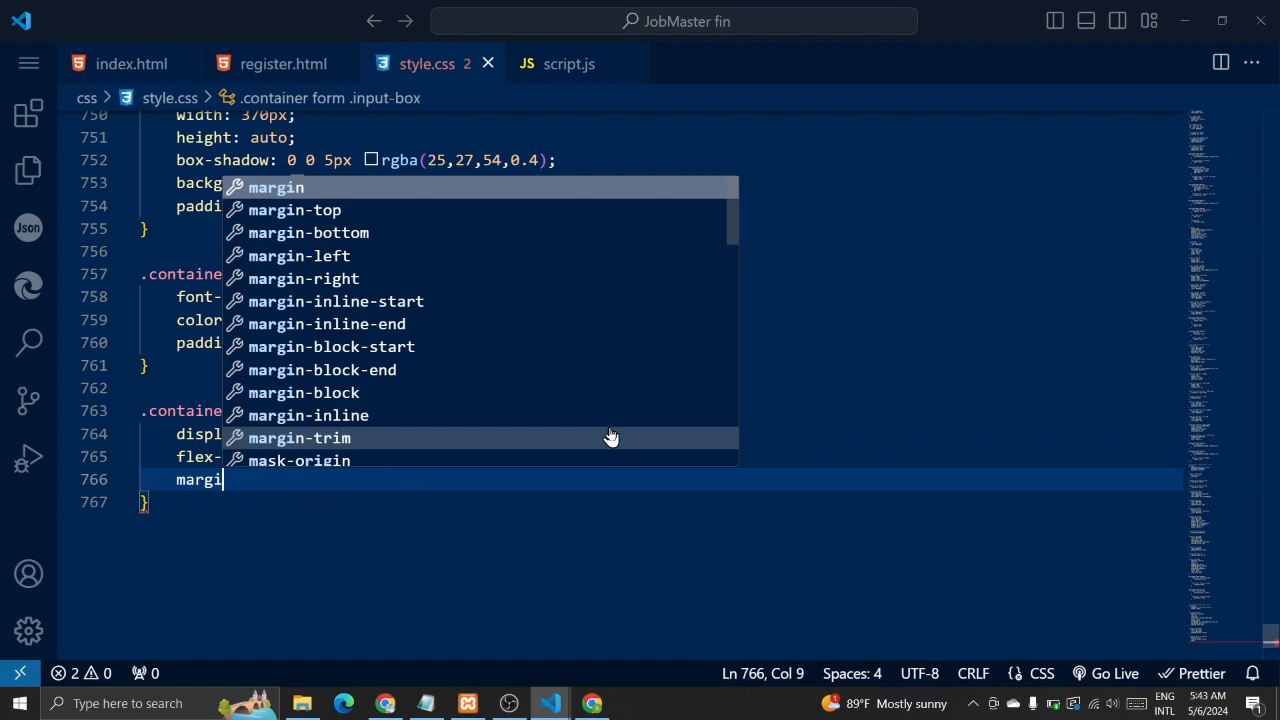 JobMaster fin
index.html
register.html
style.css 2
JS script.js
css > style.css > .container form .input-box
750 width: 370px;
751 height: auto;
752 box-shadow: 0 0 5px rgba(25,27,54,0.4);
753 backg
754 paddi
755 }
756
757 .containe
758 font-
759 color
760 paddi
761 }
762
763 .containe
764 displ
765 flex-
766 margi
767 }
margin
margin-top
margin-bottom
margin-left
margin-right
margin-inline-start
margin-inline-end
margin-block-start
margin-block-end
margin-block
margin-inline
margin-trim
mask-origin
Json
2 0 0
Ln 766, Col 9
Spaces: 4
UTF-8
CRLF
{} CSS
Go Live
Prettier
Type here to search
89°F Mostly sunny
ENG
INTL
5:43 AM
5/6/2024